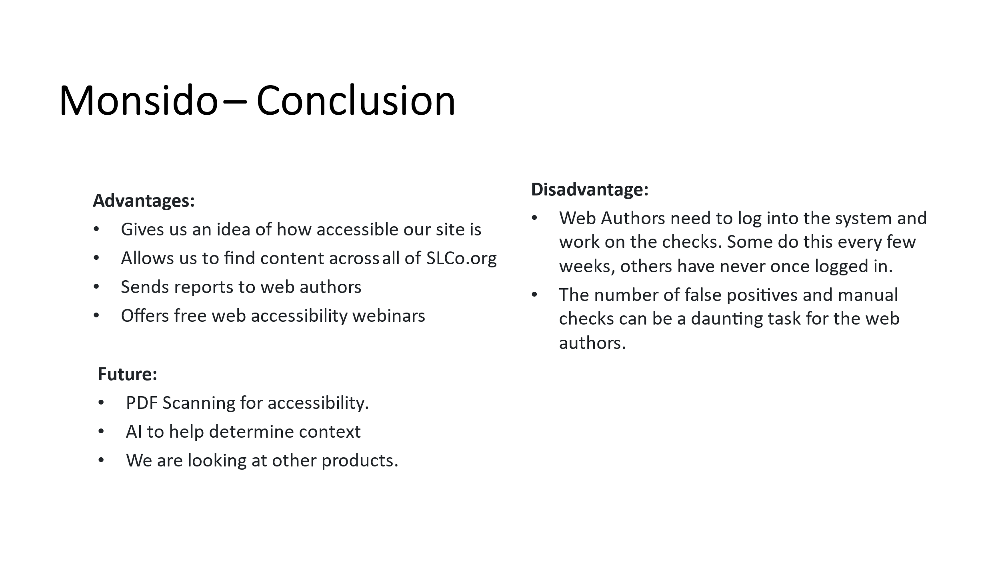 Monsido – Conclusion
Advantages:
• Gives us an idea of how accessible our site is
• Allows us to find content across all of SLCo.org
• Sends reports to web authors
• Offers free web accessibility webinars
Future:
• PDF Scanning for accessibility.
• AI to help determine context
• We are looking at other products.
Disadvantage:
• Web Authors need to log into the system and
work on the checks. Some do this every few
weeks, others have never once logged in.
• The number of false positives and manual
checks can be a daunting task for the web
authors.